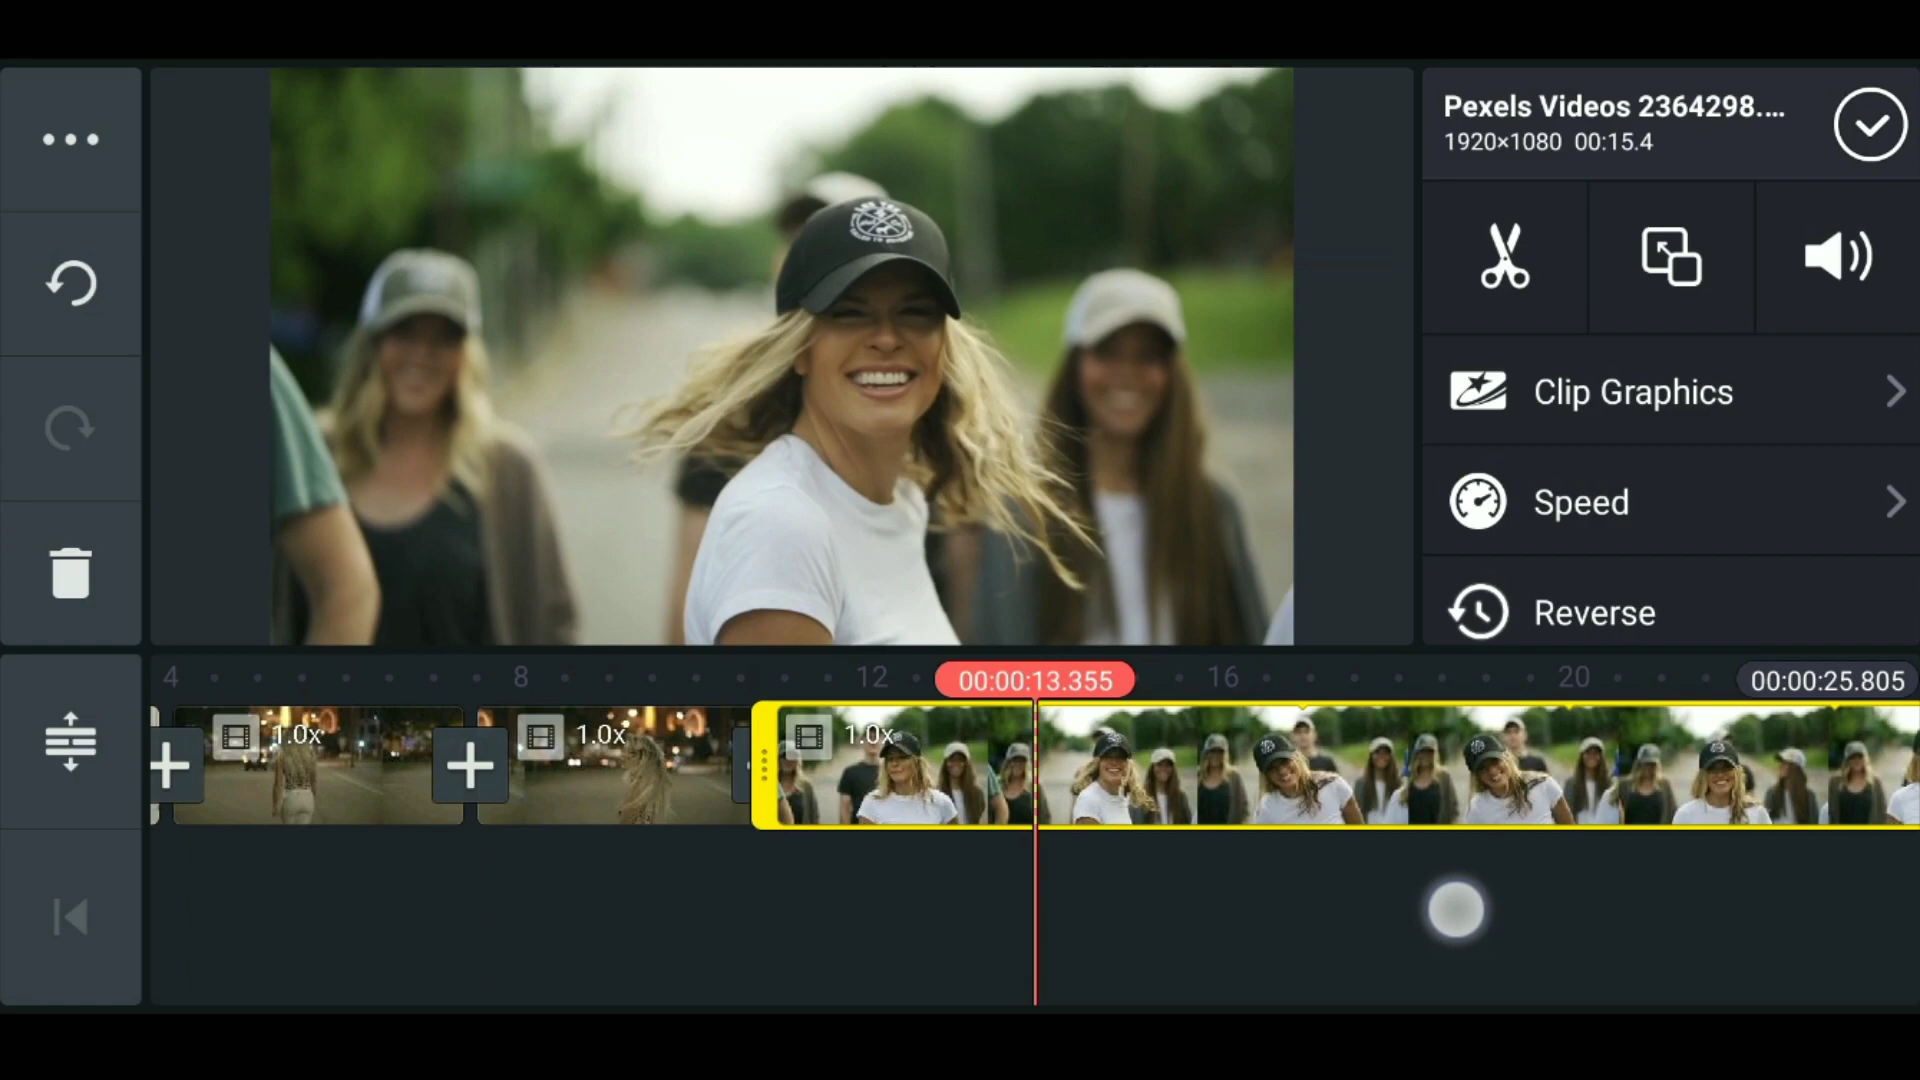 Pexels Videos 2364298....
1920×1080 00:15.4
Clip Graphics
Speed
Reverse
4 8 12 00:00:13.355 16 20 00:00:25.805
1.0x 1.0x 1.0x